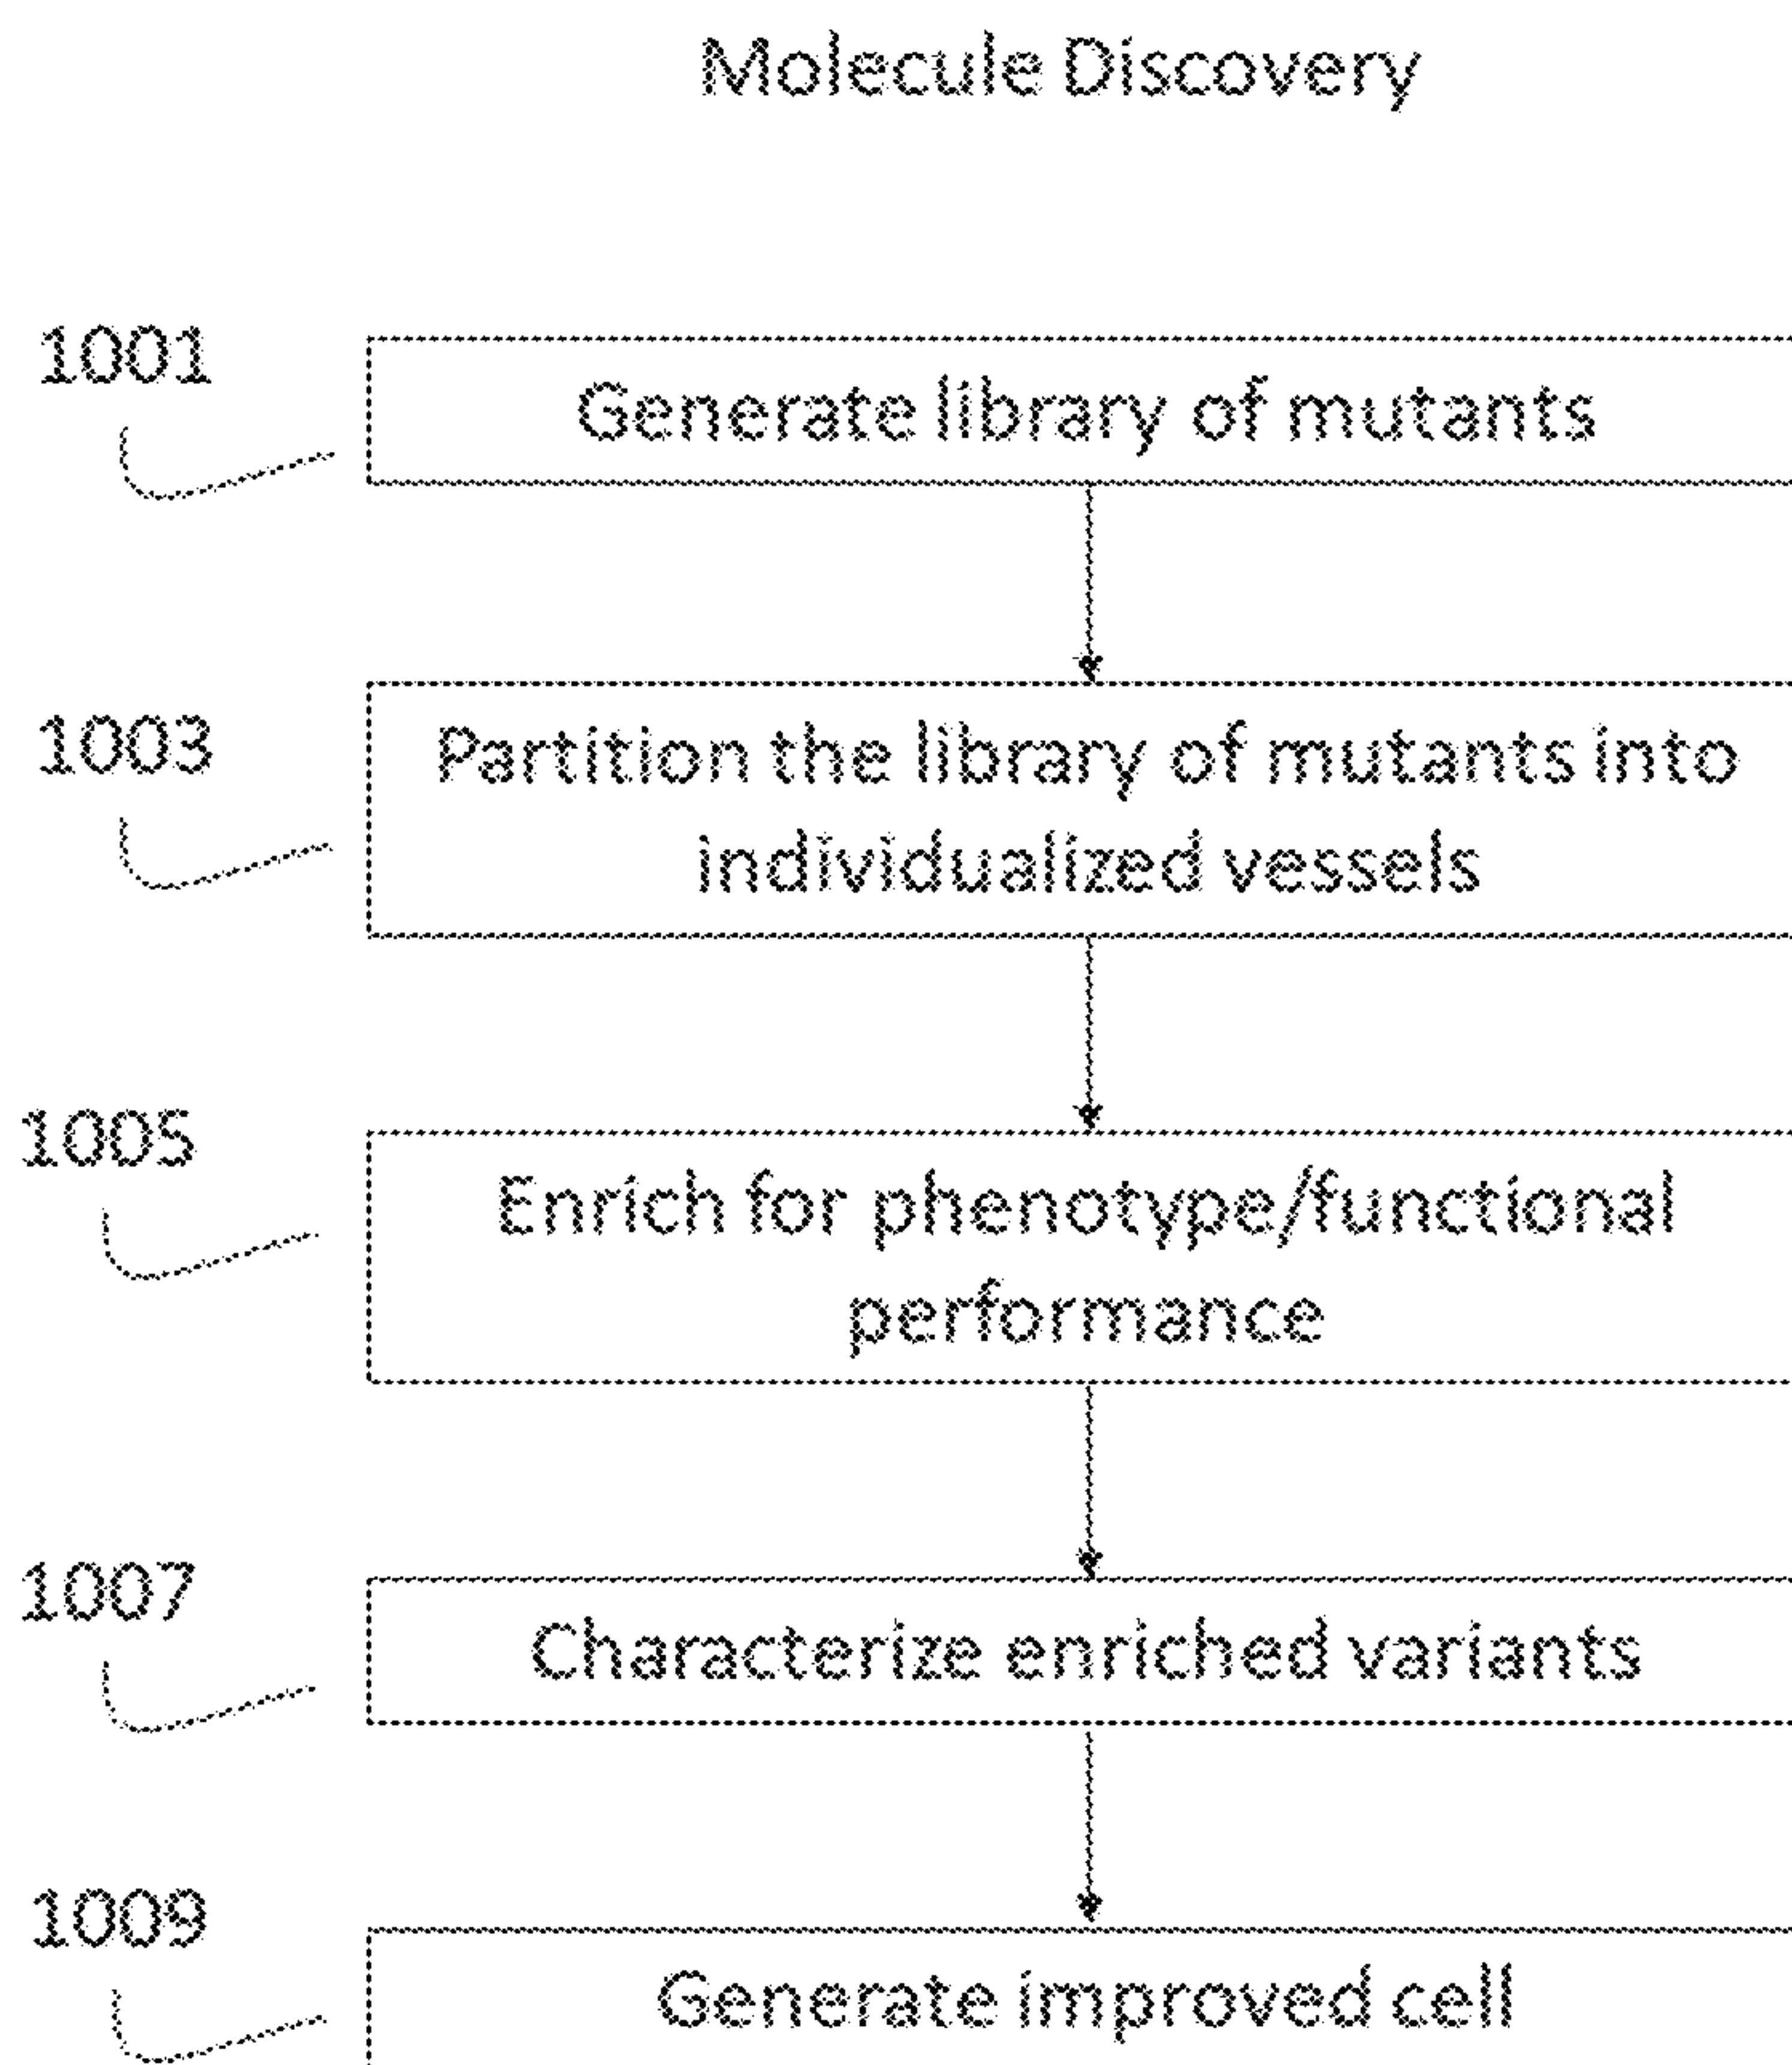 Molecule Discovery
1001
Generate library of mutants
1003
Partition the library of mutants into
individualized vessels
1005
Enrich for phenotype/functional
performance
1007
Characterize enriched variants
1009
Generate improved cell